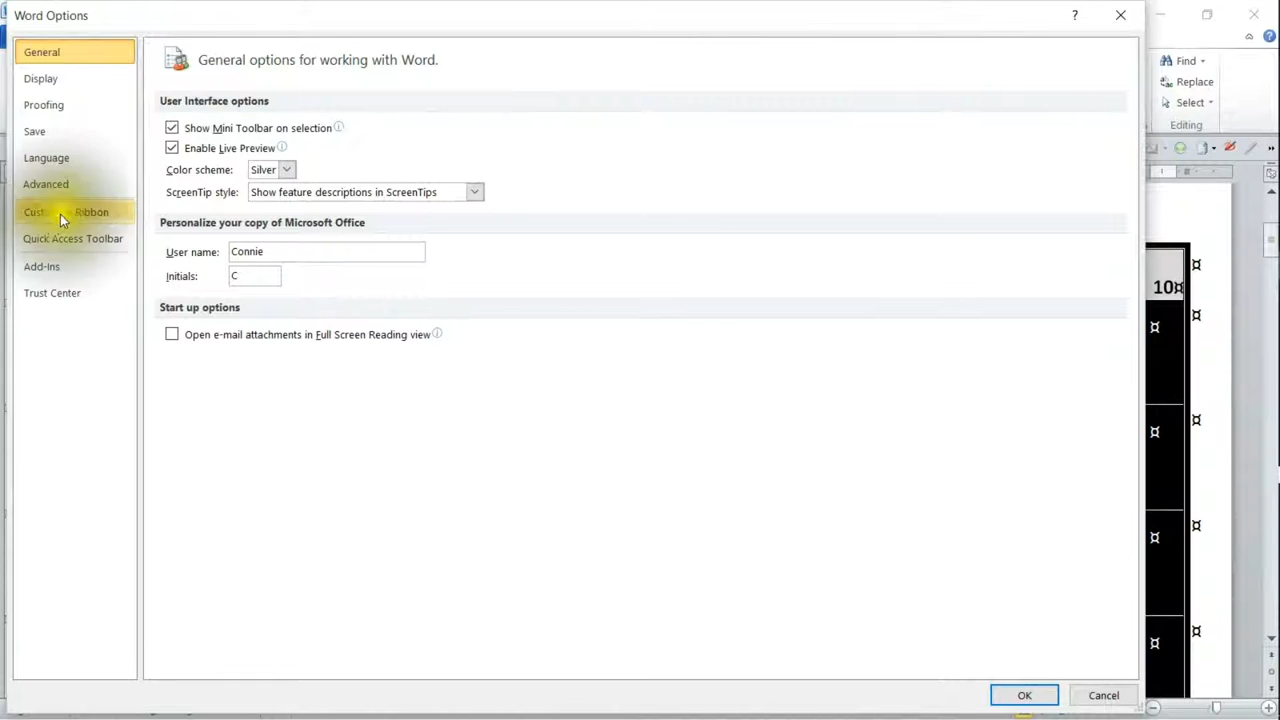 Word Options
?
General
Display
Proofing
Save
Language
Advanced
Customize Ribbon
Quick Access Toolbar
Add-Ins
Trust Center
General options for working with Word.
User Interface options
Show Mini Toolbar on selection
Enable Live Preview
Color scheme: Silver
ScreenTip style: Show feature descriptions in ScreenTips
Personalize your copy of Microsoft Office
User name: Connie
Initials: C
Start up options
Open e-mail attachments in Full Screen Reading view
OK
Cancel
Find
Replace
Select
Editing
10¤
¤
¤
¤
¤
¤
¤
¤
¤
¤